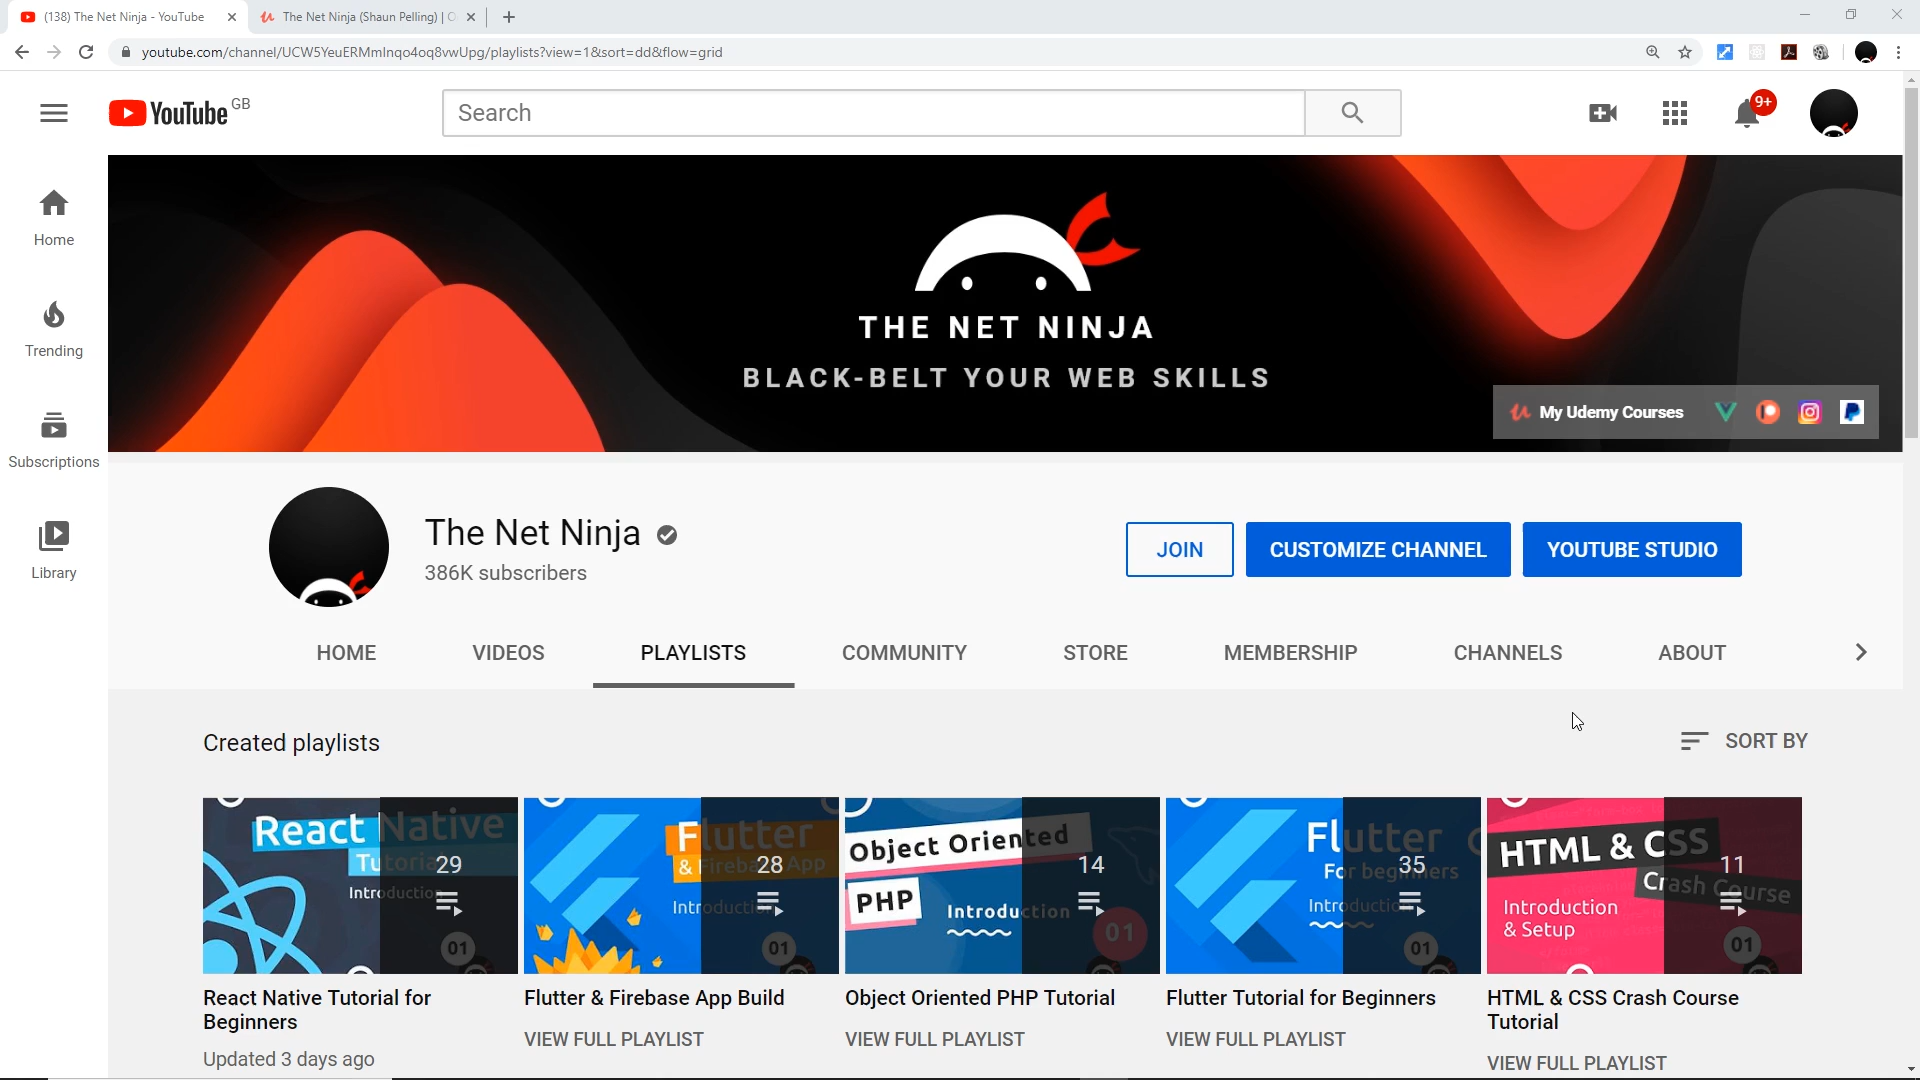 (138) The Net Ninja - YouTube
The Net Ninja (Shaun Pelling) |
youtube.com/channel/UCW5YeuERMmlnqo4oq8vwUpg/playlists?view=1&sort=dd&flow=grid
YouTube GB
Search
9+
Home
Trending
Subscriptions
Library
THE NET NINJA
BLACK-BELT YOUR WEB SKILLS
My Udemy Courses
The Net Ninja
386K subscribers
JOIN
CUSTOMIZE CHANNEL
YOUTUBE STUDIO
HOME
VIDEOS
PLAYLISTS
COMMUNITY
STORE
MEMBERSHIP
CHANNELS
ABOUT
Created playlists
SORT BY
React Native
Tutorial
Introduction
29
01
Flutter
& Firebase App
Introduction
28
01
Object Oriented
PHP
Introduction
14
01
Flutter
For beginners
Introduction
35
01
HTML & CSS
Crash Course
Introduction
& Setup
11
01
React Native Tutorial for
Beginners
Updated 3 days ago
Flutter & Firebase App Build
VIEW FULL PLAYLIST
Object Oriented PHP Tutorial
VIEW FULL PLAYLIST
Flutter Tutorial for Beginners
VIEW FULL PLAYLIST
HTML & CSS Crash Course
Tutorial
VIEW FULL PLAYLIST